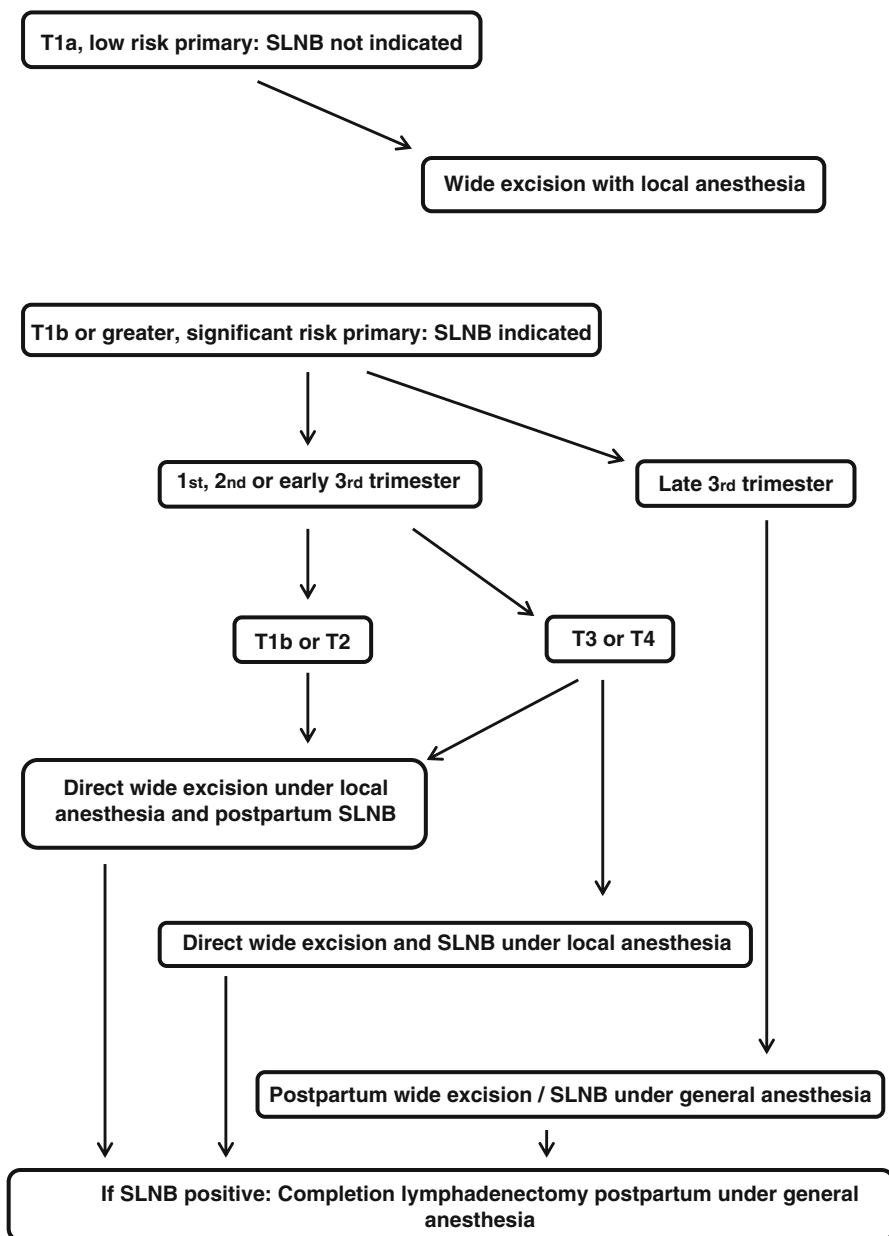 T1a, low risk primary: SLNB not indicated
Wide excision with local anesthesia
T1b or greater, significant risk primary: SLNB indicated
1st, 2nd or early 3rd trimester
Late 3rd trimester
T1b or T2
T3 or T4
Direct wide excision under local
anesthesia and postpartum SLNB
Direct wide excision and SLNB under local anesthesia
Postpartum wide excision / SLNB under general anesthesia
If SLNB positive: Completion lymphadenectomy postpartum under general
anesthesia